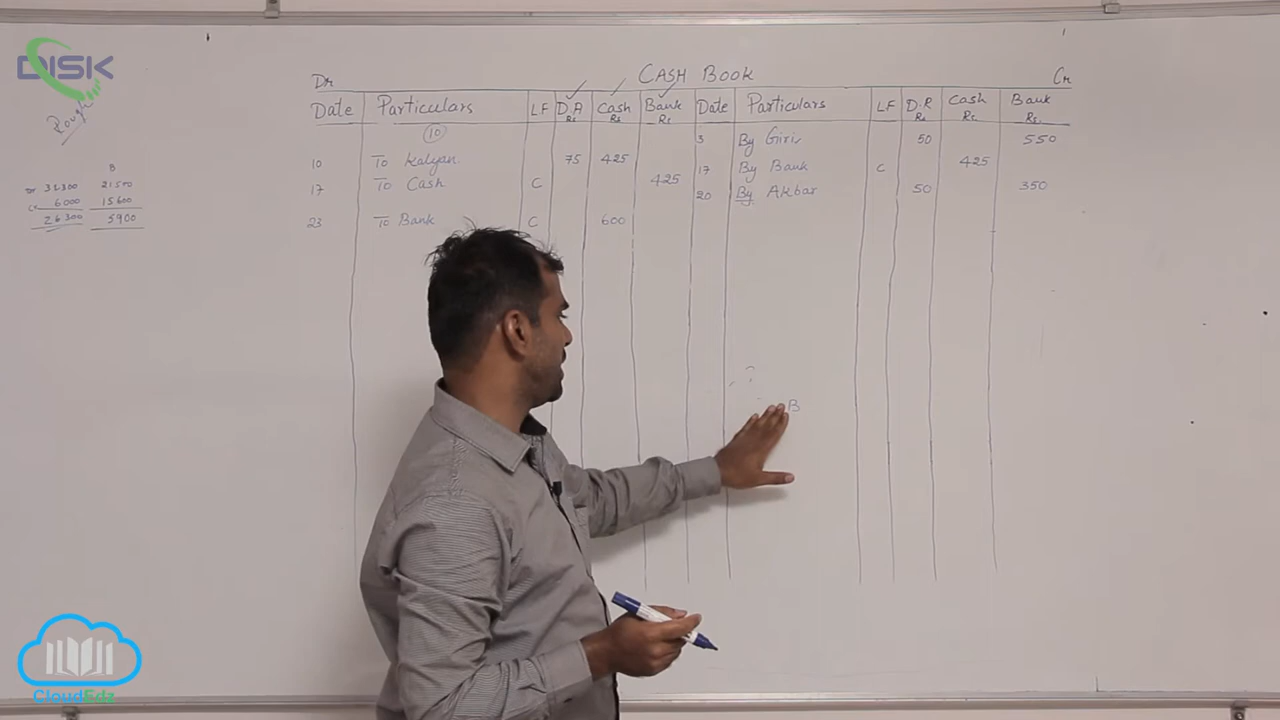 DISK
CASH BOOK
Dr
Cr
Date Particulars LF D.A Cash Bank Date Particulars LF D.R Cash Bank
Rs Rs Rs Rs Rs Rs.
Rough
10
3 By Giri 50 550
10 To Kalyan 75 425
17 By Bank C 425
17 To Cash C 425
20 By Akbar 50 350
23 To Bank C 600
B
31300 21500
6000 15600
26300 5900
B
CloudEdz